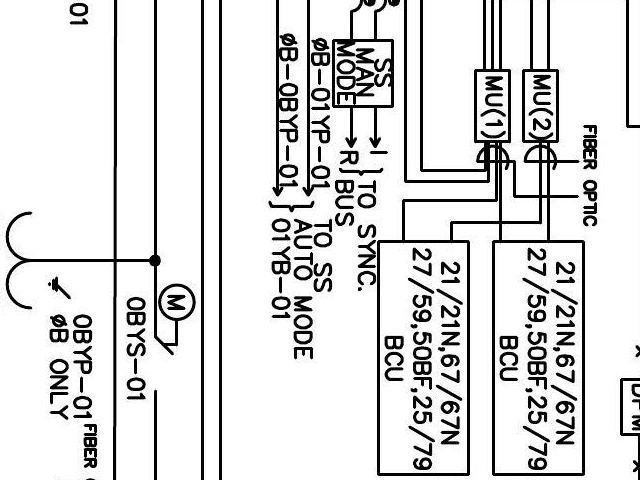 01
ØB-0BYP-01
ØB-01YP-01
SS
MAN
MODE
I
R
TO SYNC.
BUS
TO SS
AUTO MODE
01YB-01
MU(1)
MU(2)
FIBER OPTIC
21/21N,67/67N
27/59,50BF,25/79
BCU
21/21N,67/67N
27/59,50BF,25/79
BCU
M
0BYS-01
0BYP-01
ØB ONLY
FIBER